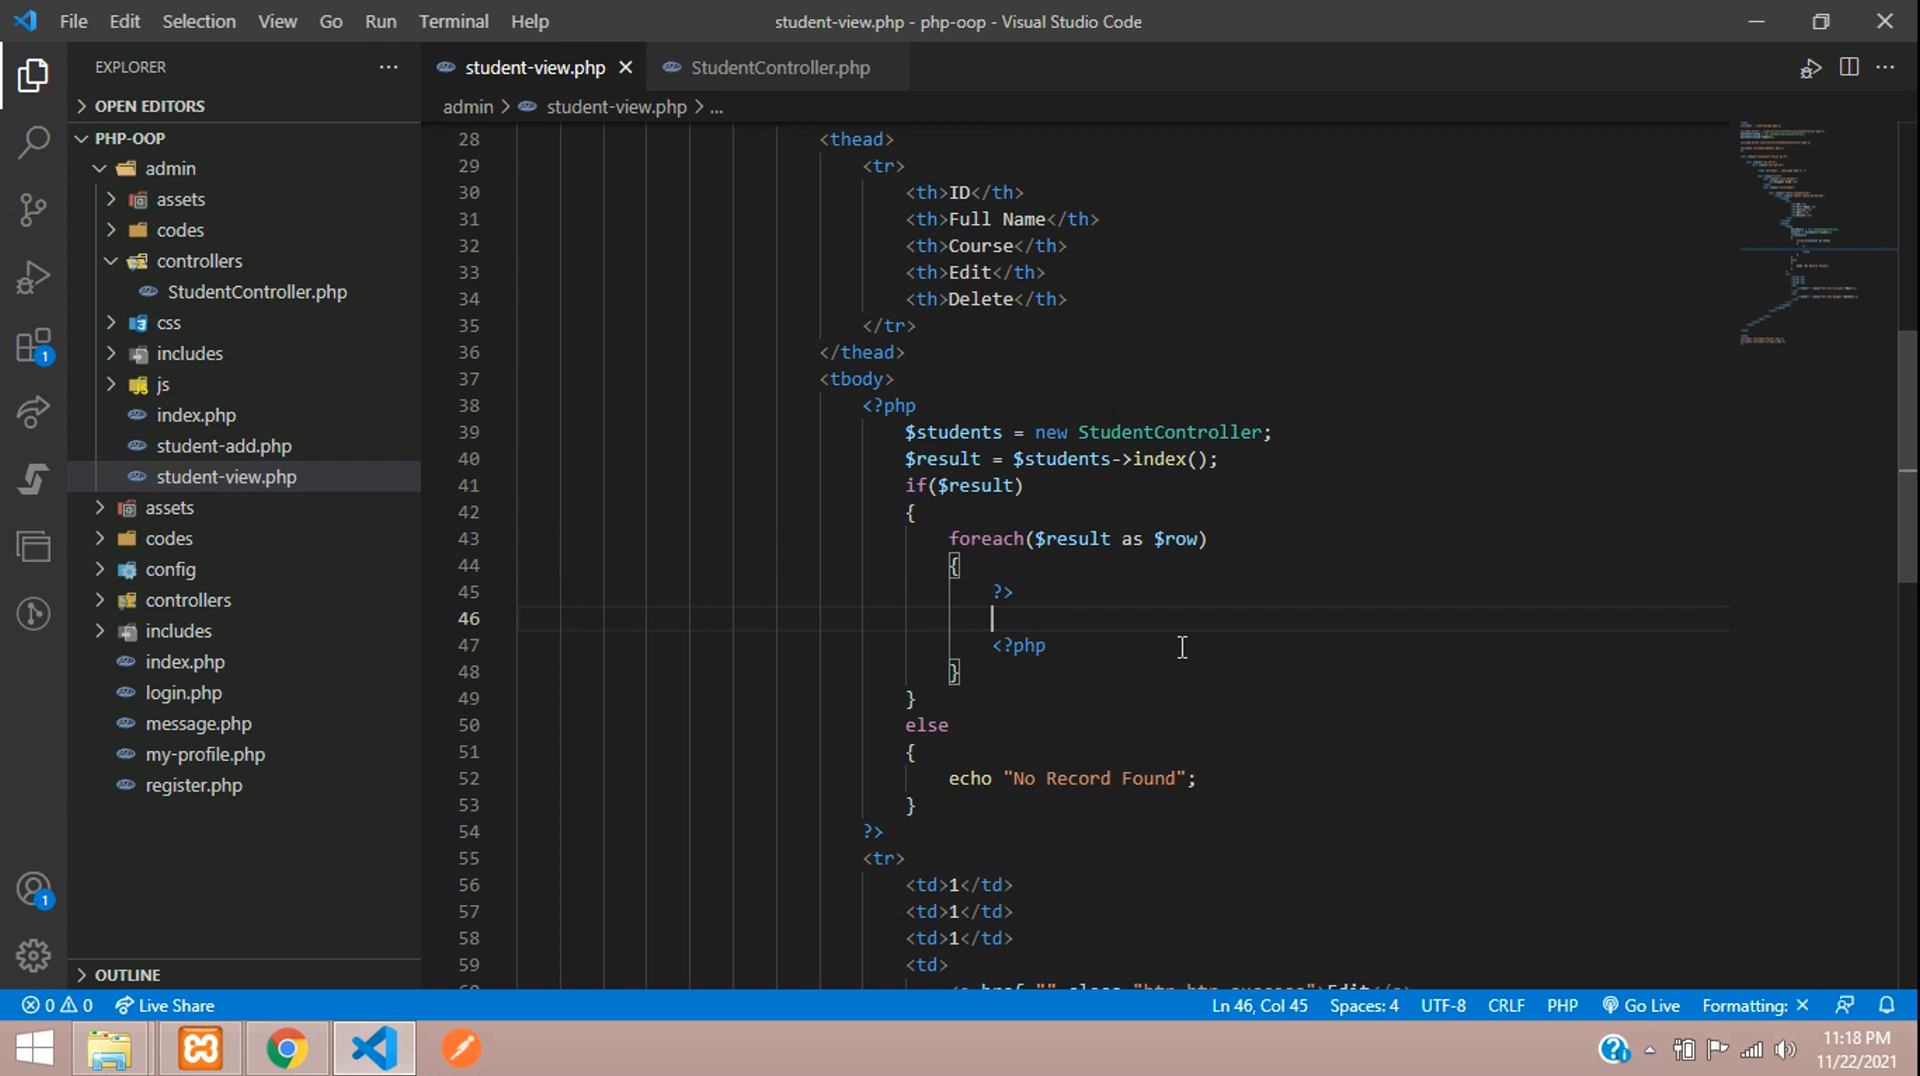 File Edit Selection View Go Run Terminal Help
student-view.php - php-oop - Visual Studio Code
EXPLORER
OPEN EDITORS
PHP-OOP
admin
assets
codes
controllers
StudentController.php
css
includes
js
index.php
student-add.php
student-view.php
assets
codes
config
controllers
includes
index.php
login.php
message.php
my-profile.php
register.php
OUTLINE
student-view.php StudentController.php
admin > student-view.php > ...
28 <thead>
29 <tr>
30 <th>ID</th>
31 <th>Full Name</th>
32 <th>Course</th>
33 <th>Edit</th>
34 <th>Delete</th>
35 </tr>
36 </thead>
37 <tbody>
38 <?php
39 $students = new StudentController;
40 $result = $students->index();
41 if($result)
42 {
43 foreach($result as $row)
44 {
45 ?>
46
47 <?php
48 }
49 }
50 else
51 {
52 echo "No Record Found";
53 }
54 ?>
55 <tr>
56 <td>1</td>
57 <td>1</td>
58 <td>1</td>
59 <td>
1
1
0 0 Live Share
Ln 46, Col 45 Spaces: 4 UTF-8 CRLF PHP Go Live Formatting: ×
11:18 PM
11/22/2021